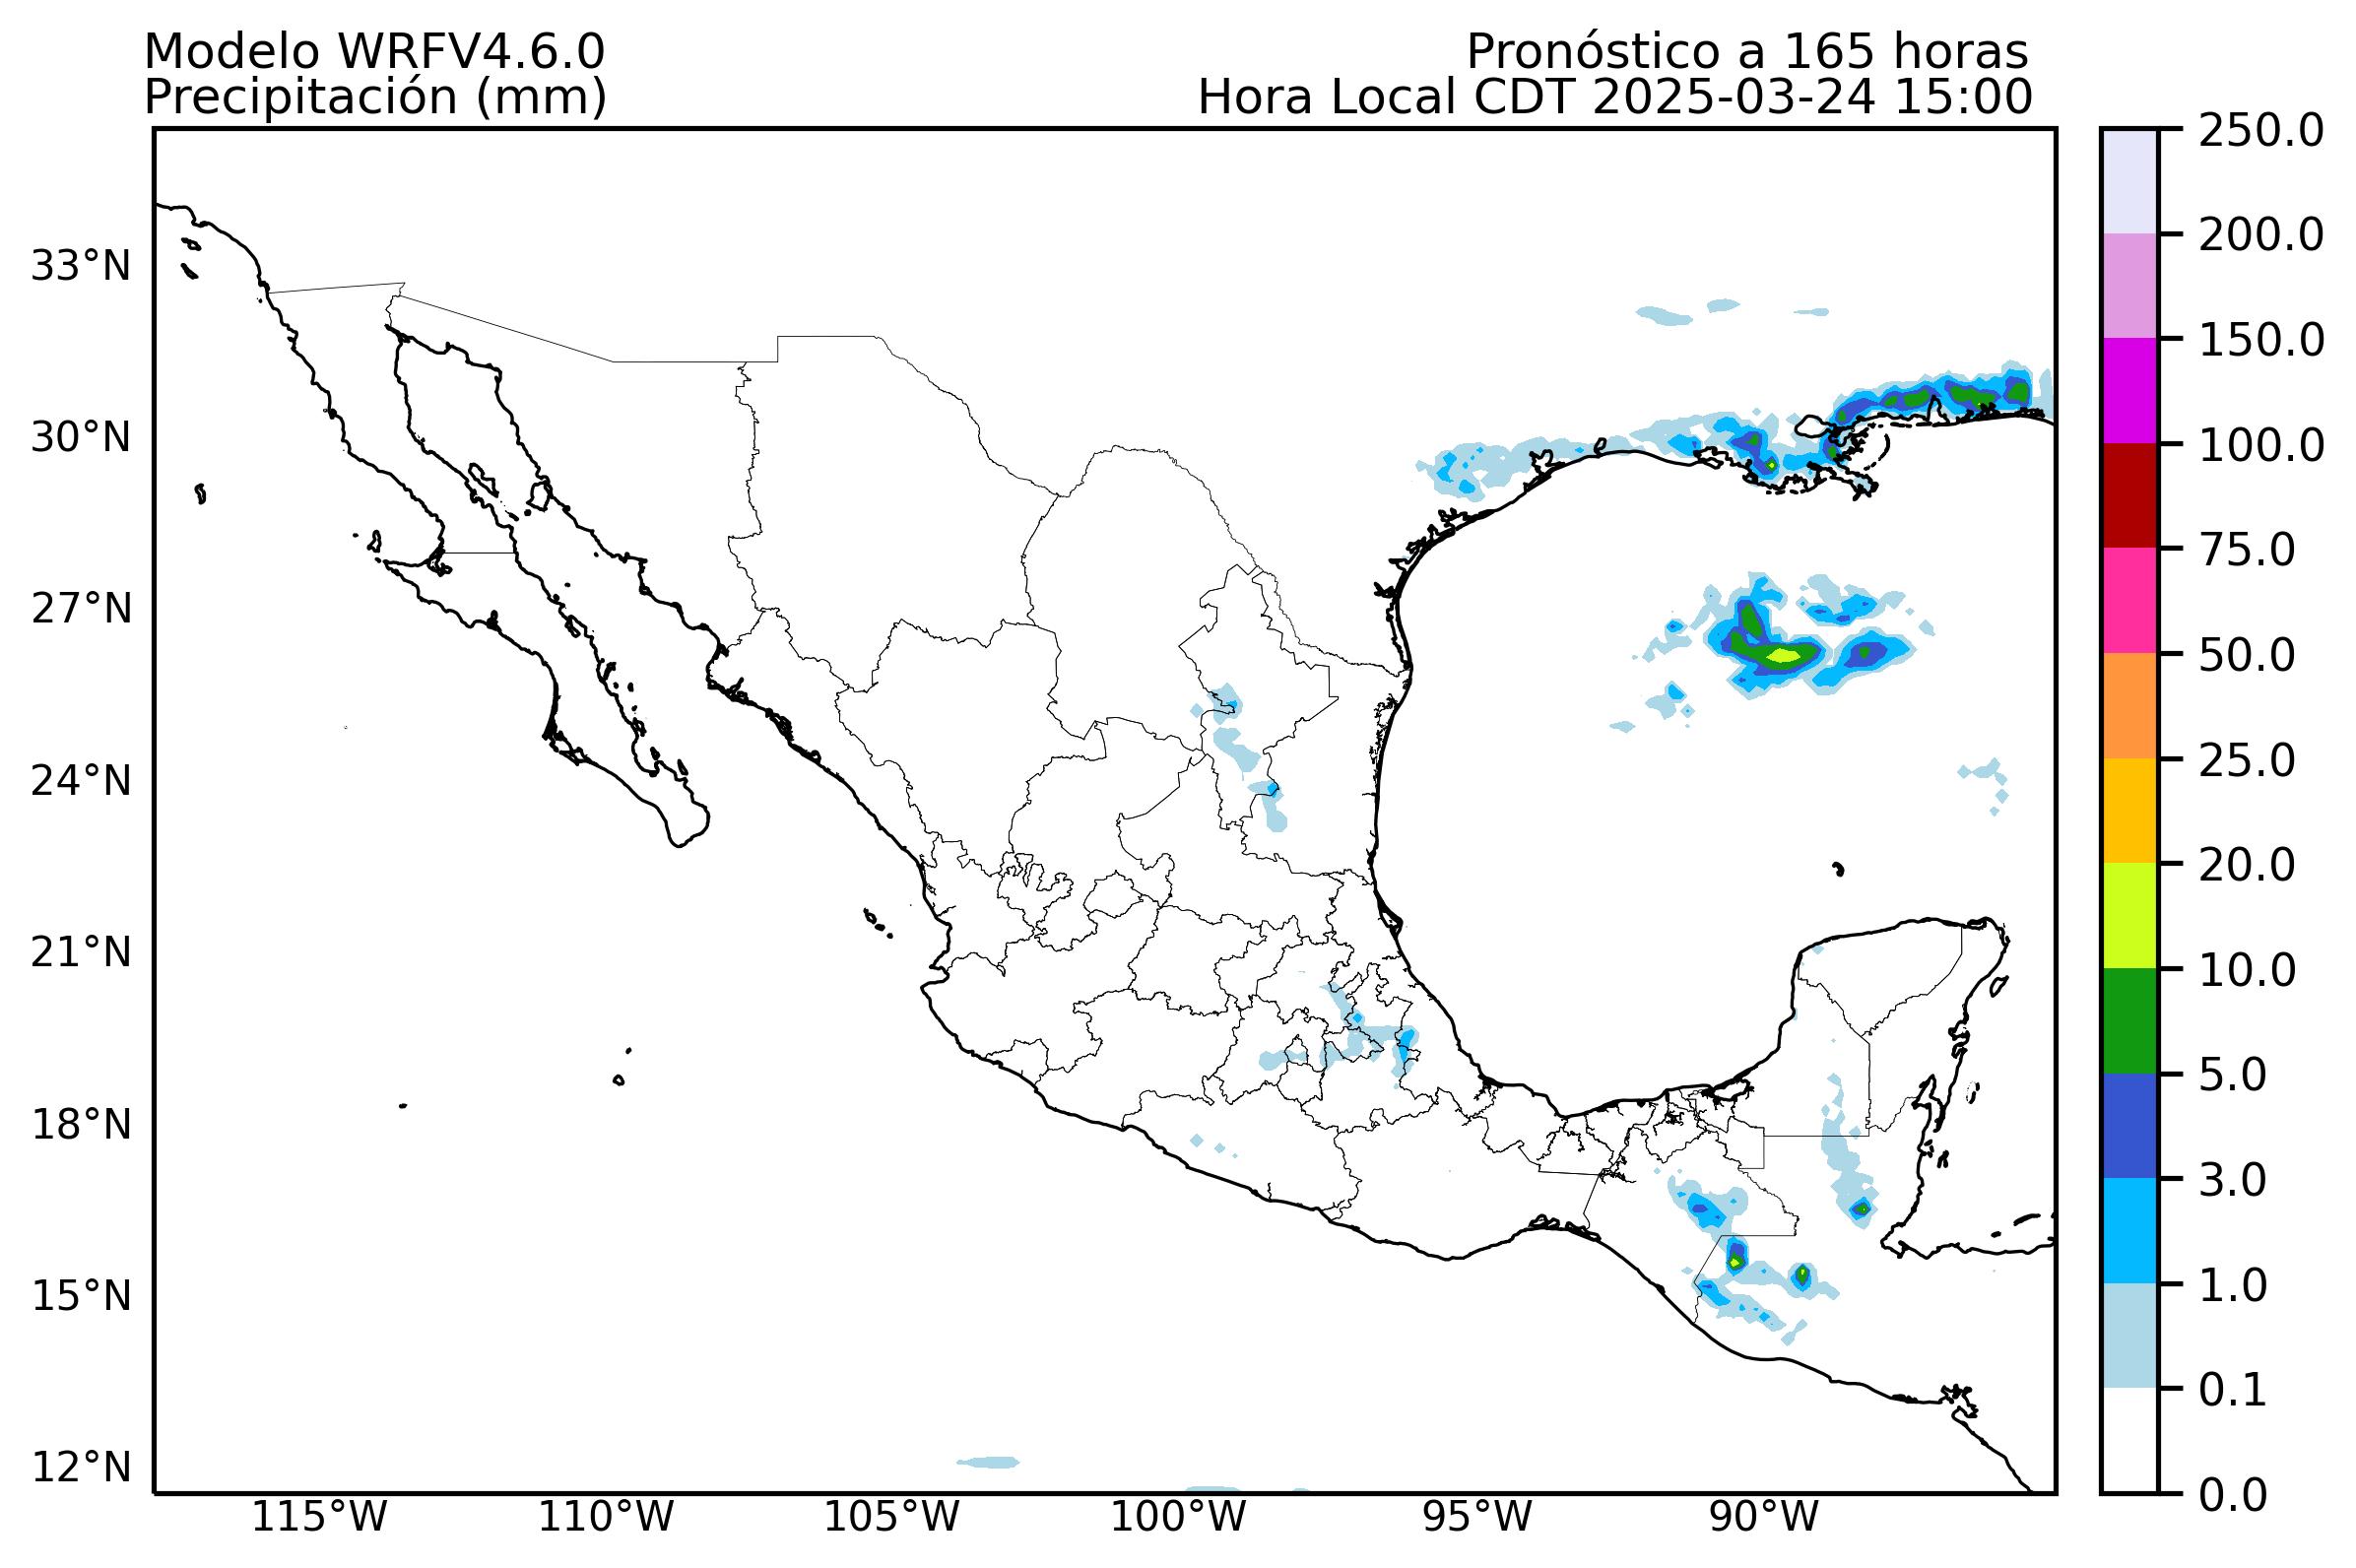 Modelo WRFV4.6.0
Pronóstico a 165 horas
Precipitación (mm)
Hora Local CDT 2025-03-24 15:00
33°N
30°N
27°N
24°N
21°N
18°N
15°N
12°N
115°W
110°W
105°W
100°W
95°W
90°W
250.0
200.0
150.0
100.0
75.0
50.0
25.0
20.0
10.0
5.0
3.0
1.0
0.1
0.0